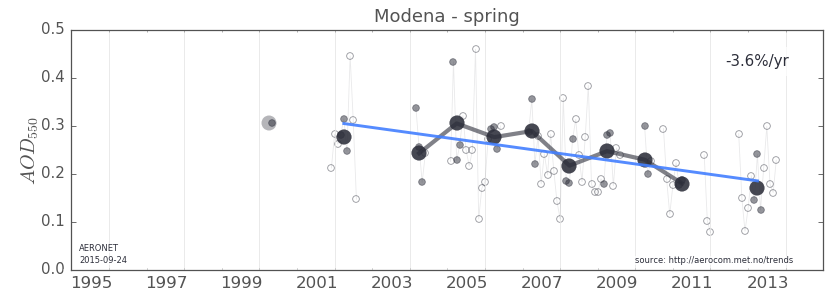 Modena - spring
0.5
0.4
0.3
0.2
0.1
0.0
AOD550
-3.6%/yr
AERONET
2015-09-24
source: http://aerocom.met.no/trends
1995 1997 1999 2001 2003 2005 2007 2009 2011 2013